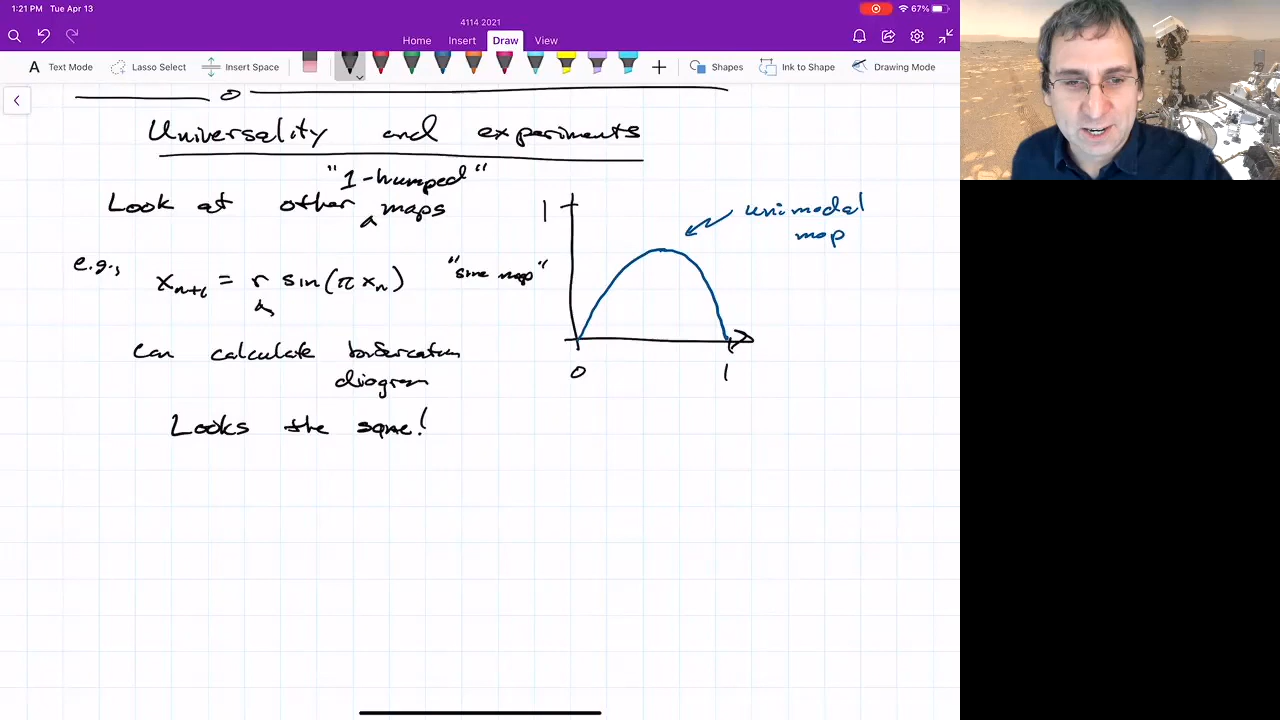 1:21 PM Tue Apr 13
67%
4114 2021
Home Insert Draw View
Text Mode Lasso Select Insert Space Shapes Ink to Shape Drawing Mode
Universality and experiments
"1-humped"
Look at other maps
1
unimodal
map
e.g., xn+1 = r sin(π xn) "sine map"
0 1
Can calculate bifurcation
diagram
Looks the same!